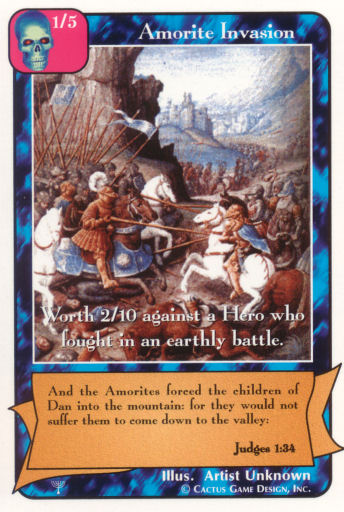 1/5
Amorite Invasion
Worth 2/10 against a Hero who
fought in an earthly battle.
And the Amorites forced the children of
Dan into the mountain: for they would not
suffer them to come down to the valley:
Judges 1:34
Illus. Artist Unknown
© Cactus Game Design, Inc.